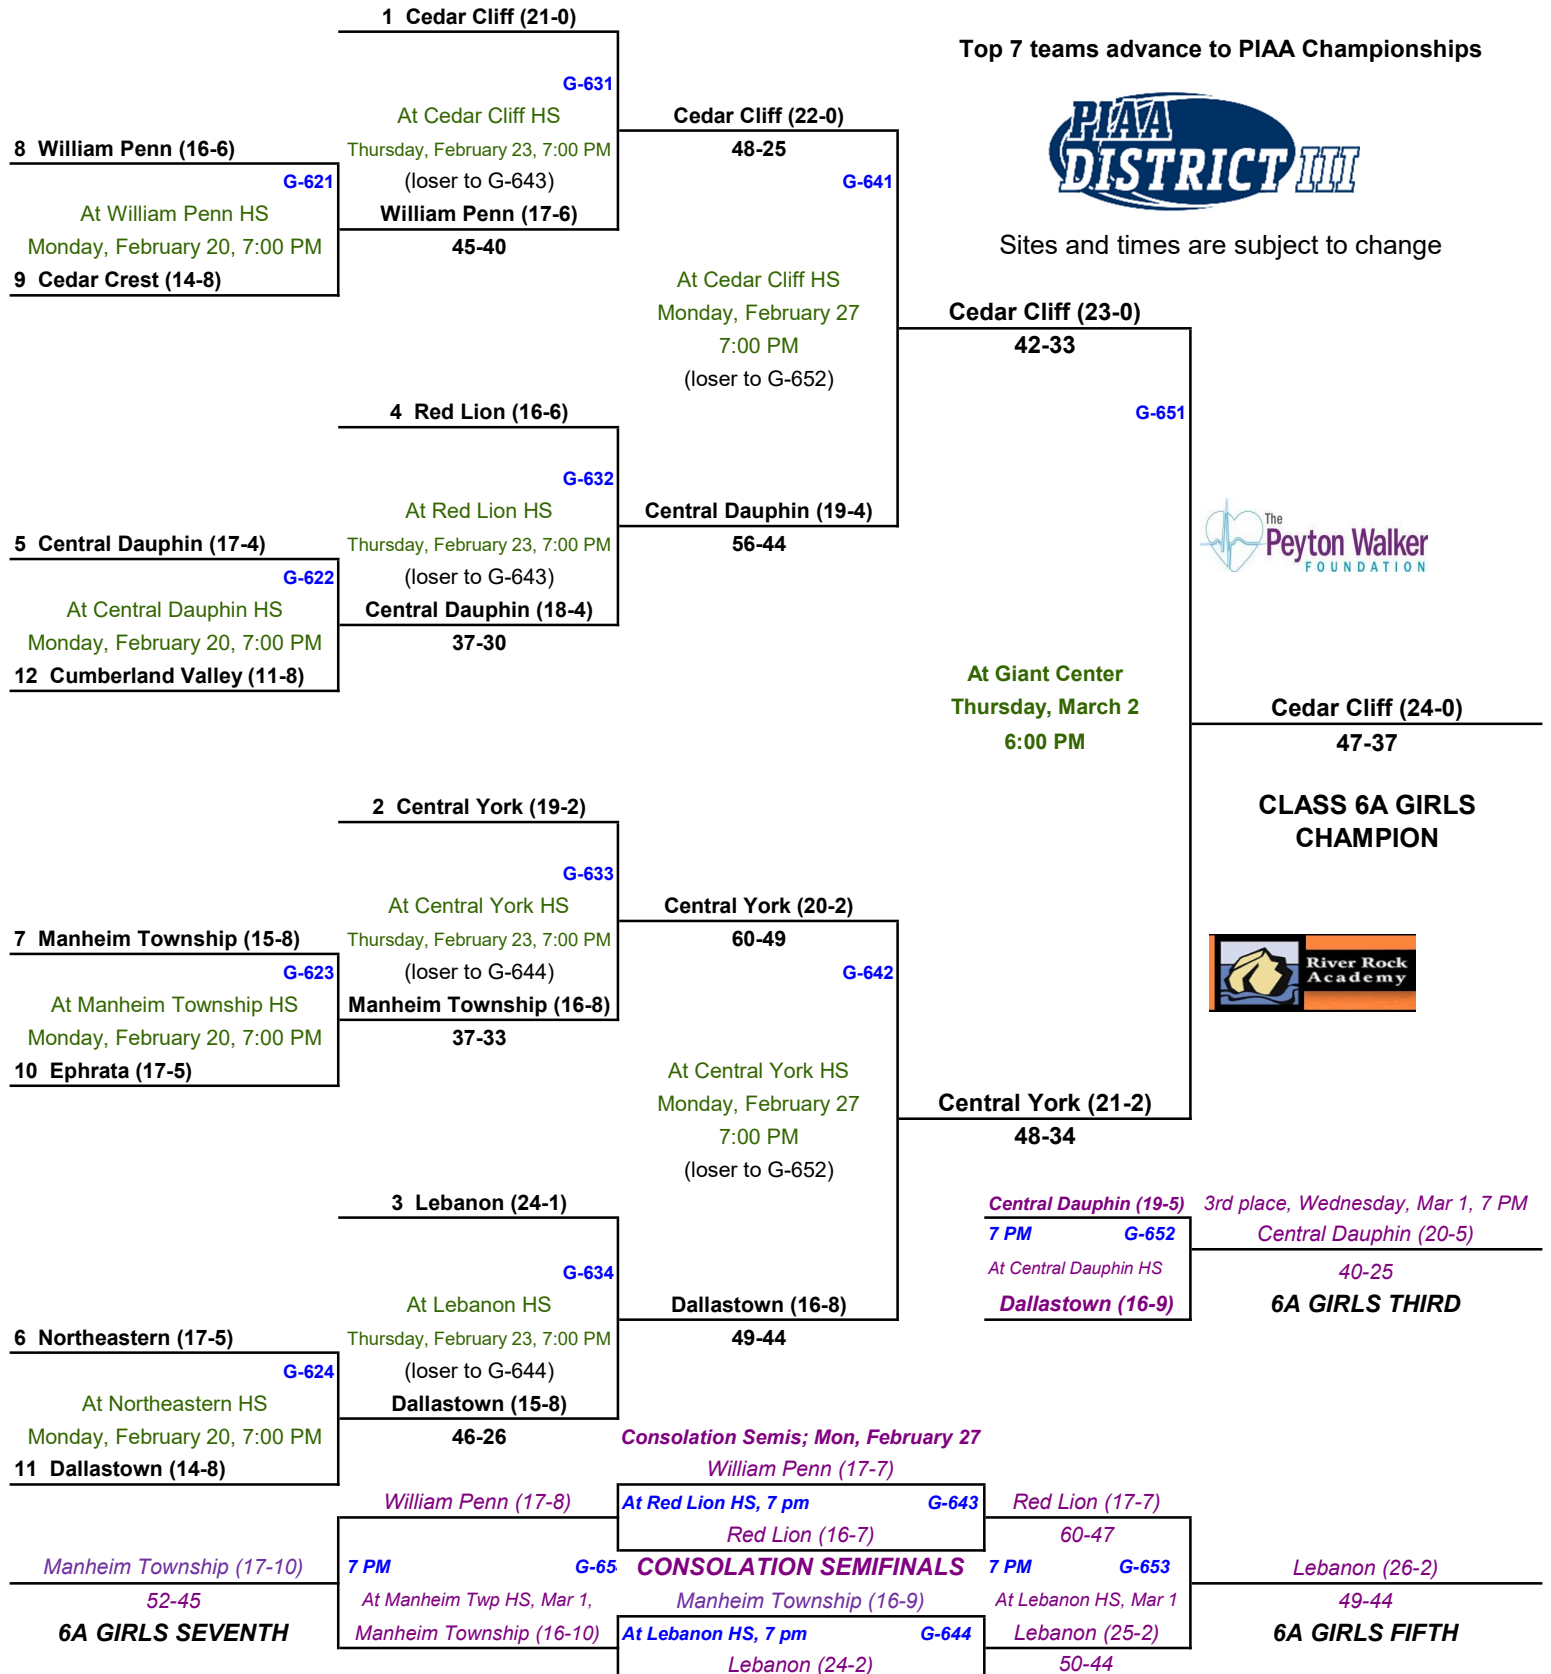 1 Cedar Cliff (21-0)
Top 7 teams advance to PIAA Championships
G-631
At Cedar Cliff HS
Cedar Cliff (22-0)
8 William Penn (16-6)
Thursday, February 23, 7:00 PM
48-25
PIAA
DISTRICT III
G-621
(loser to G-643)
G-641
At William Penn HS
William Penn (17-6)
Monday, February 20, 7:00 PM
45-40
Sites and times are subject to change
9 Cedar Crest (14-8)
At Cedar Cliff HS
Monday, February 27
Cedar Cliff (23-0)
7:00 PM
42-33
(loser to G-652)
4 Red Lion (16-6)
G-651
G-632
At Red Lion HS
Central Dauphin (19-4)
5 Central Dauphin (17-4)
Thursday, February 23, 7:00 PM
56-44
The
Peyton Walker
FOUNDATION
G-622
(loser to G-643)
At Central Dauphin HS
Central Dauphin (18-4)
Monday, February 20, 7:00 PM
37-30
12 Cumberland Valley (11-8)
At Giant Center
Thursday, March 2
Cedar Cliff (24-0)
6:00 PM
47-37
2 Central York (19-2)
CLASS 6A GIRLS
CHAMPION
G-633
At Central York HS
Central York (20-2)
7 Manheim Township (15-8)
Thursday, February 23, 7:00 PM
60-49
River Rock
Academy
G-623
(loser to G-644)
G-642
At Manheim Township HS
Manheim Township (16-8)
Monday, February 20, 7:00 PM
37-33
10 Ephrata (17-5)
At Central York HS
Monday, February 27
Central York (21-2)
7:00 PM
48-34
(loser to G-652)
3 Lebanon (24-1)
Central Dauphin (19-5)
3rd place, Wednesday, Mar 1, 7 PM
7 PM
G-652
Central Dauphin (20-5)
G-634
At Central Dauphin HS
40-25
At Lebanon HS
Dallastown (16-8)
Dallastown (16-9)
6A GIRLS THIRD
6 Northeastern (17-5)
Thursday, February 23, 7:00 PM
49-44
G-624
(loser to G-644)
At Northeastern HS
Dallastown (15-8)
Monday, February 20, 7:00 PM
46-26
Consolation Semis; Mon, February 27
11 Dallastown (14-8)
William Penn (17-7)
William Penn (17-8)
At Red Lion HS, 7 pm
G-643
Red Lion (17-7)
Red Lion (16-7)
60-47
Manheim Township (17-10)
7 PM
G-65
CONSOLATION SEMIFINALS
7 PM
G-653
Lebanon (26-2)
52-45
At Manheim Twp HS, Mar 1,
Manheim Township (16-9)
At Lebanon HS, Mar 1
49-44
6A GIRLS SEVENTH
Manheim Township (16-10)
At Lebanon HS, 7 pm
G-644
Lebanon (25-2)
6A GIRLS FIFTH
Lebanon (24-2)
50-44